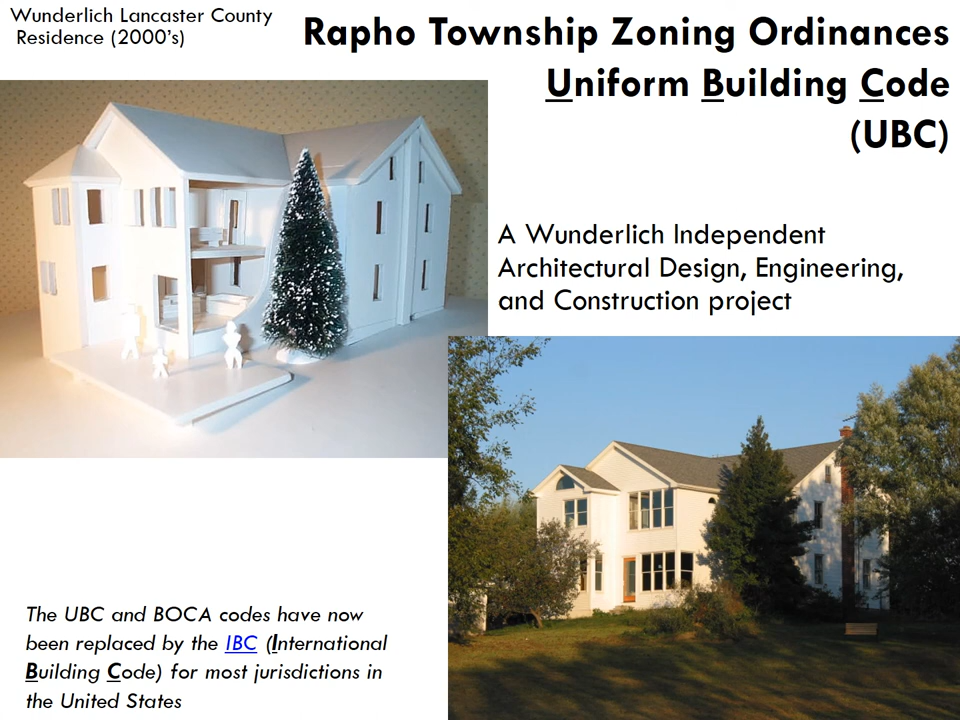 Wunderlich Lancaster County
Residence (2000's)
Rapho Township Zoning Ordinances
Uniform Building Code
(UBC)
A Wunderlich Independent
Architectural Design, Engineering,
and Construction project
The UBC and BOCA codes have now
been replaced by the IBC (International
Building Code) for most jurisdictions in
the United States